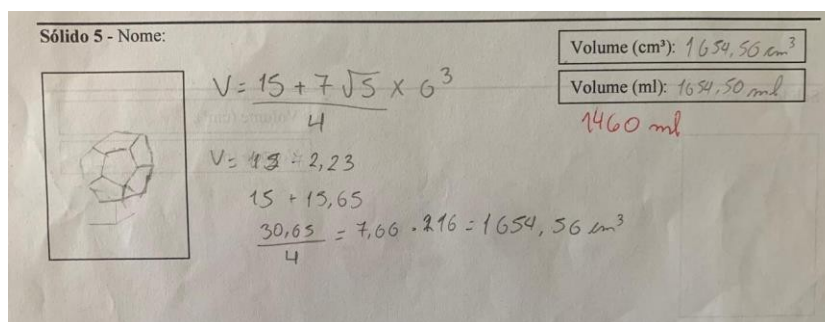 Sólido 5 - Nome:
Volume (cm³): 1654,56 cm³
Volume (ml): 1654,50 ml
1460 ml
V = 15 + 7 √5 × 6³
4
V = - 2,23
15 + 15,65
30,65 = 7,66 . 216 = 1654,56 cm³
4